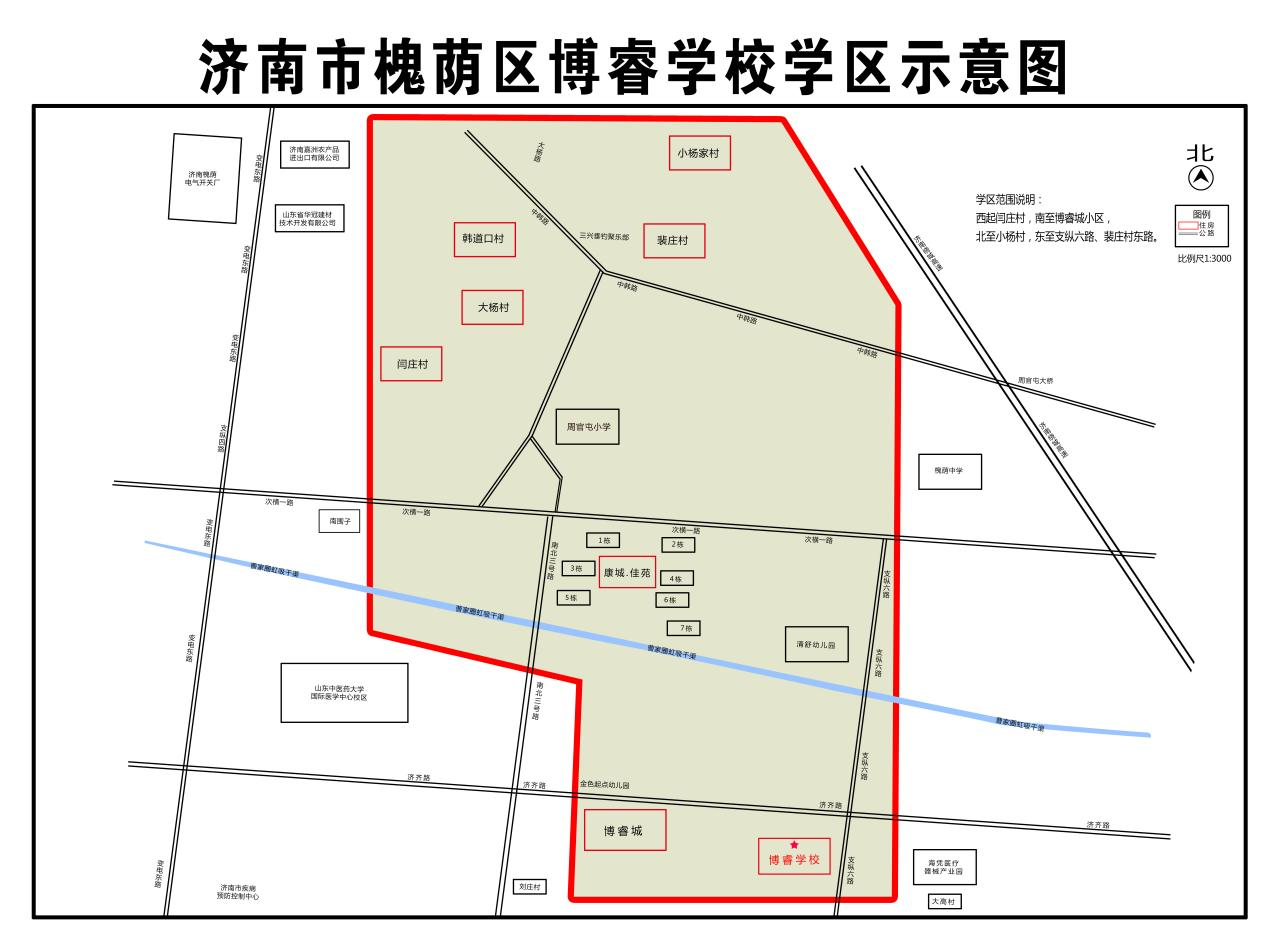 济南市槐荫区博睿学校学区示意图
北
学区范围说明：
西起闫庄村，南至博睿城小区，
北至小杨村，东至支纵六路、裴庄村东路。
图例
住房
公路
比例尺1:3000
济南槐荫
电气开关厂
变电东路
济南嘉洲农产品
进出口有限公司
山东省华冠建材
技术开发有限公司
变电东路
变电东路
支纵四路
变电东路
变电东路
变电东路
大杨路
小杨家村
中韩路
韩道口村
三兴垂钓聚乐部
裴庄村
中韩路
大杨村
中韩路
中韩路
闫庄村
周官屯大桥
周官屯小学
槐荫中学
次横一路
次横一路
次横一路
次横一路
南围子
南北三号路
1栋
2栋
3栋
康城.佳苑
4栋
5栋
6栋
7栋
支纵六路
曹家圈虹吸干渠
曹家圈虹吸干渠
曹家圈虹吸干渠
曹家圈虹吸干渠
清舒幼儿园
支纵六路
山东中医药大学
国际医学中心校区
南北三号路
支纵六路
济齐路
济齐路
金色起点幼儿园
济齐路
济齐路
博睿城
博睿学校
支纵六路
海凭医疗
器械产业园
大高村
刘庄村
济南市疾病
预防控制中心